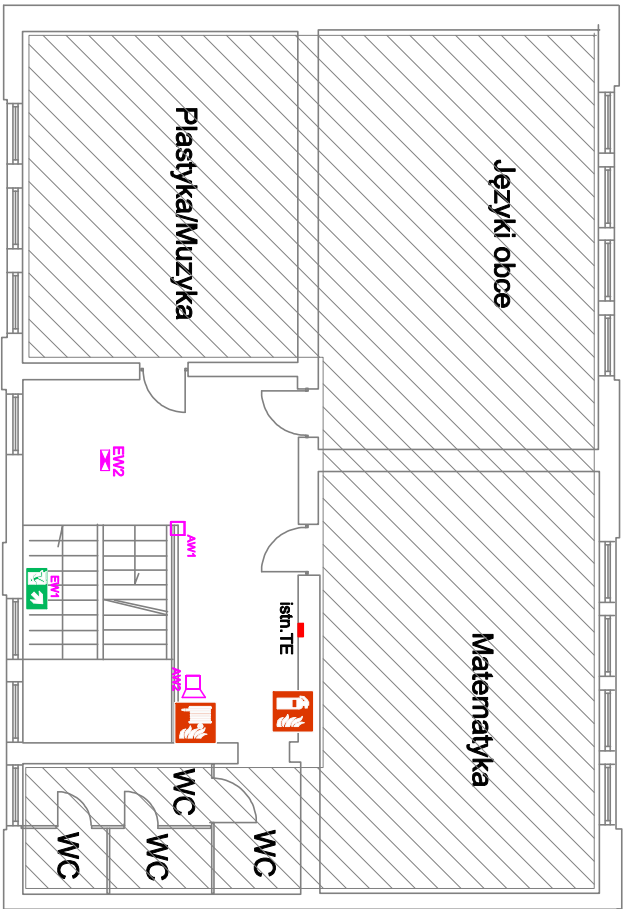 Języki obce
Plastyka/Muzyka
EW2
AW1
EW1
istn.TE
Matematyka
AW2
WC
WC
WC
WC